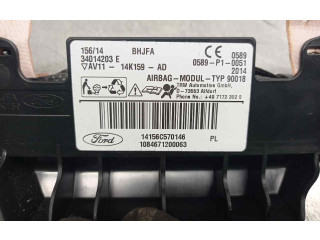 156/14 BHJFA
34014203 E
AV11 - 14K159 - AD
0589
0589-P1-0051
2014
AIRBAG-MODUL-TYP 90018
TRW Automotive GmbH,
D-73553 Alfdorf
Phone No.: +49 7172 302 0
Ford
14156C570146 PL
1084671200063